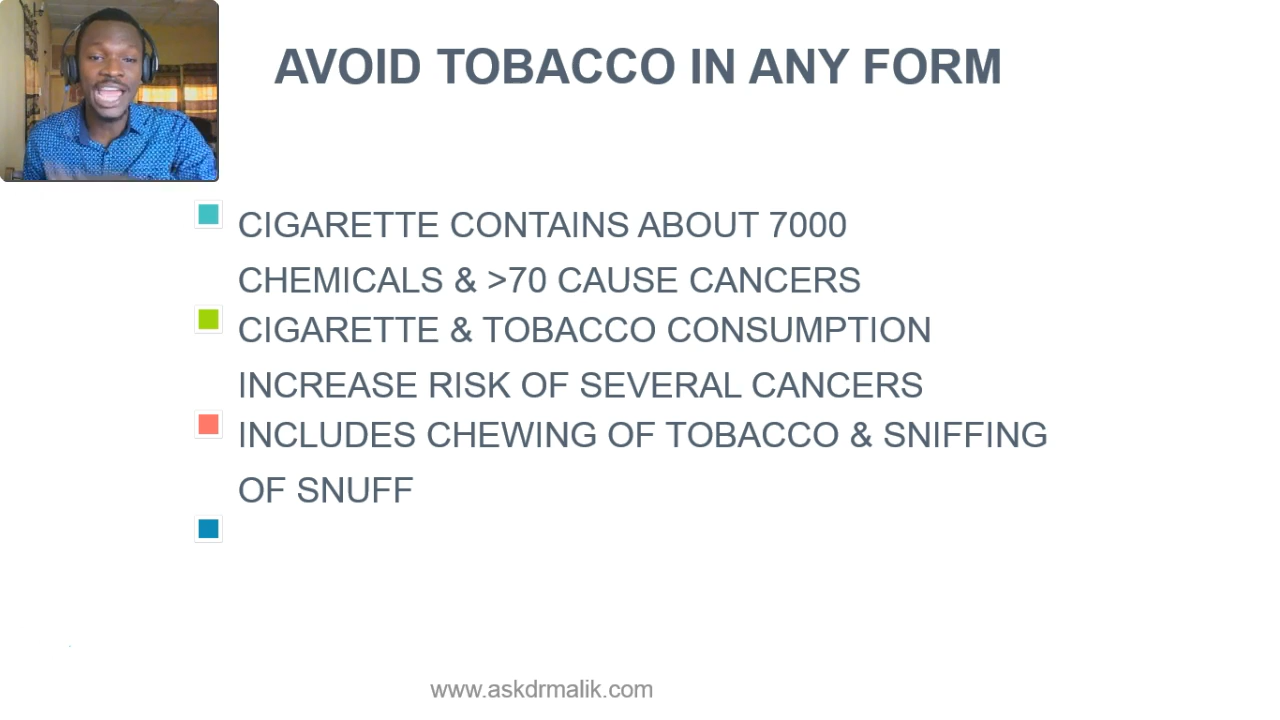 AVOID TOBACCO IN ANY FORM
CIGARETTE CONTAINS ABOUT 7000
CHEMICALS & >70 CAUSE CANCERS
CIGARETTE & TOBACCO CONSUMPTION
INCREASE RISK OF SEVERAL CANCERS
INCLUDES CHEWING OF TOBACCO & SNIFFING
OF SNUFF
www.askdrmalik.com